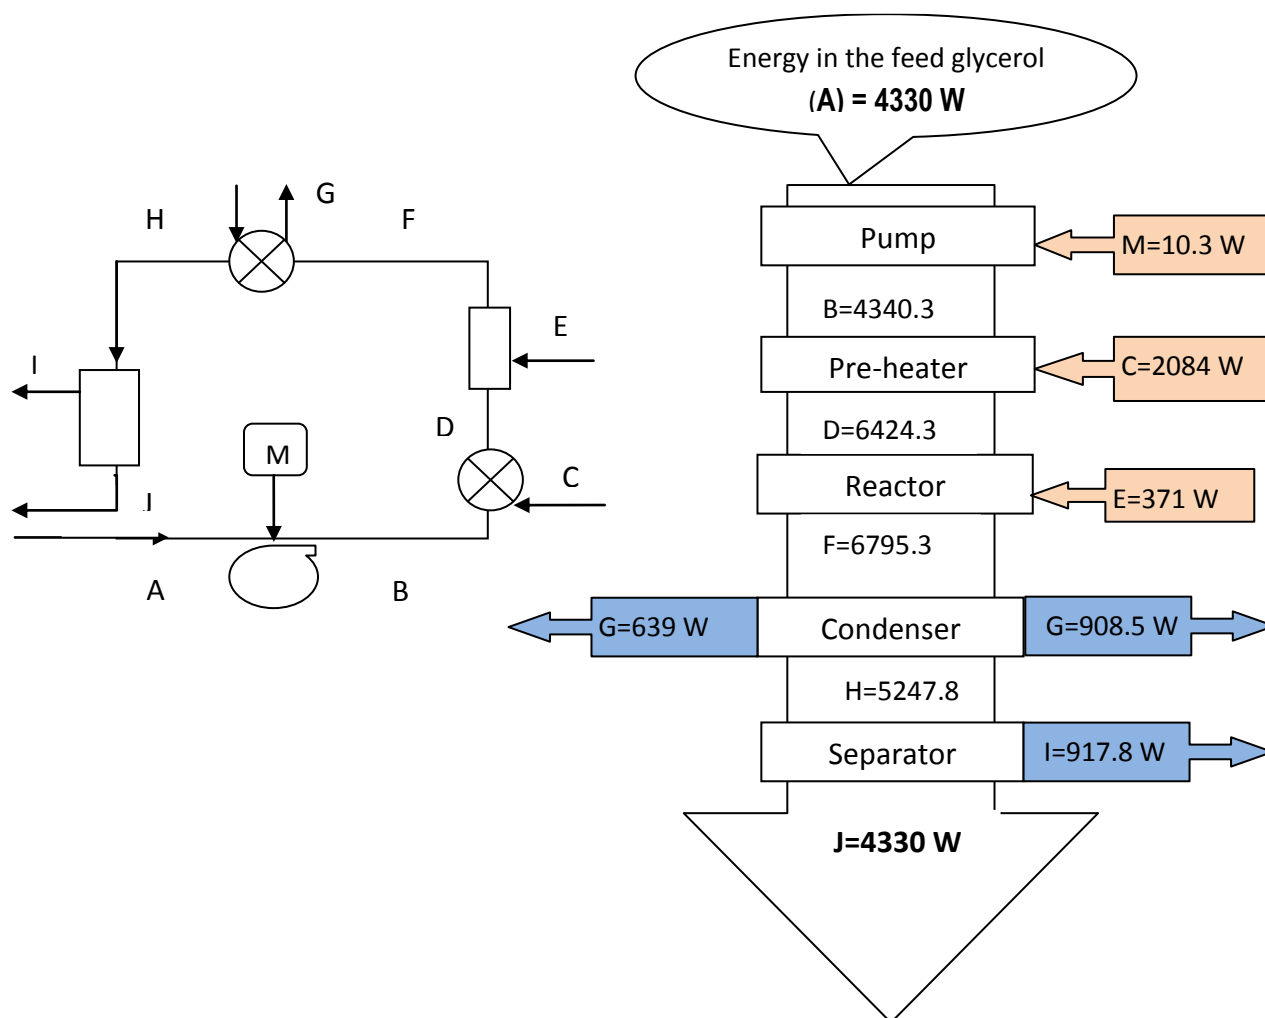 Energy in the feed glycerol
(A) = 4330 W
G
H
F
Pump
M=10.3 W
B=4340.3
E
I
Pre-heater
C=2084 W
D
D=6424.3
M
C
Reactor
E=371 W
J
F=6795.3
A
B
G=639 W
Condenser
G=908.5 W
H=5247.8
Separator
I=917.8 W
J=4330 W